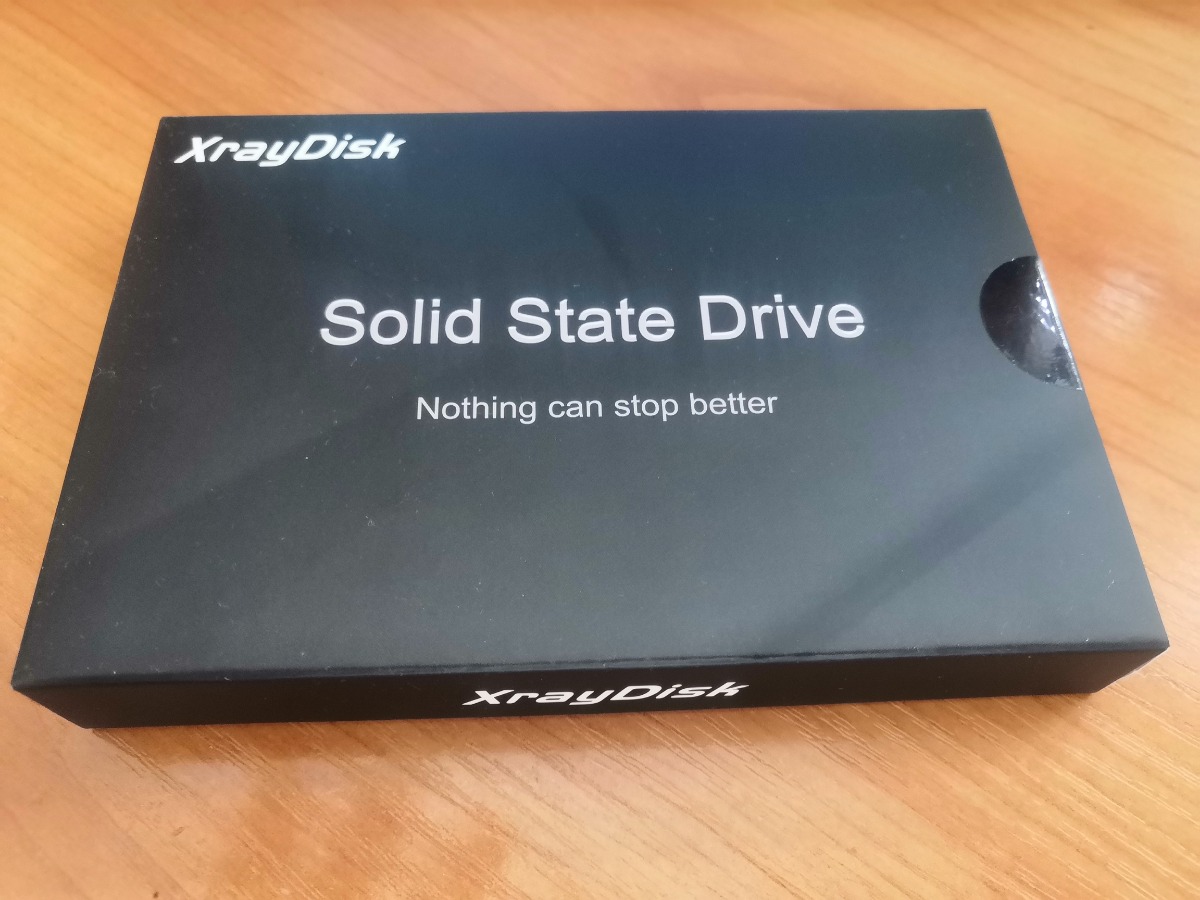 XrayDisk
Solid State Drive
Nothing can stop better
XrayDisk